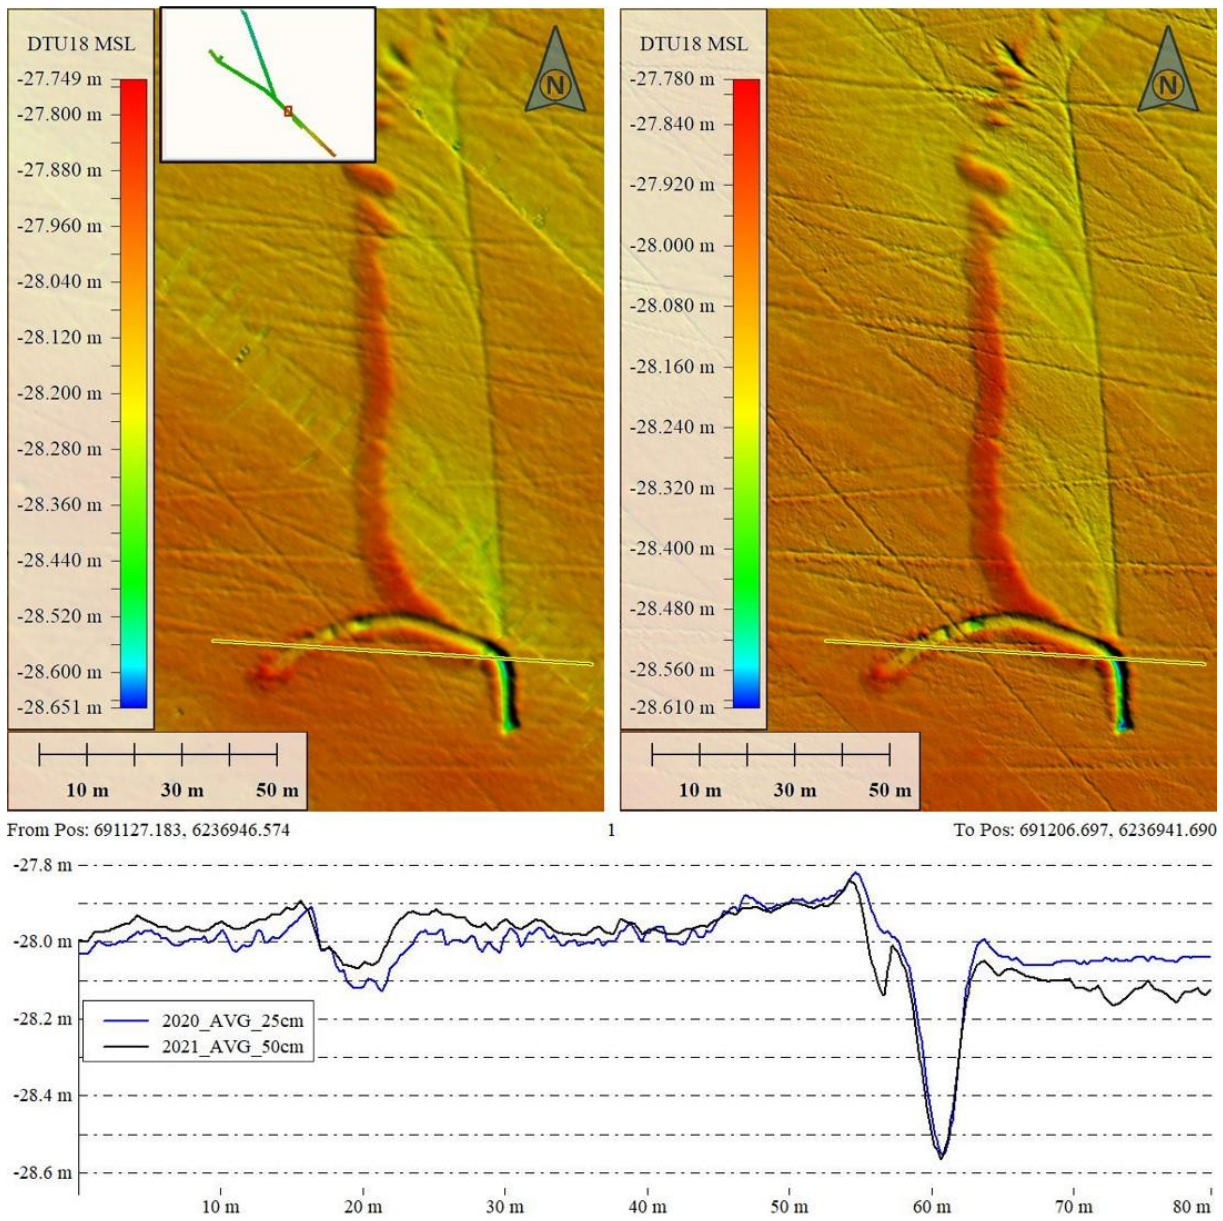 DTU18 MSL
-27.749 m
-27.800 m
-27.880 m
-27.960 m
-28.040 m
-28.120 m
-28.200 m
-28.280 m
-28.360 m
-28.440 m
-28.520 m
-28.600 m
-28.651 m
N
10 m 30 m 50 m
DTU18 MSL
-27.780 m
-27.840 m
-27.920 m
-28.000 m
-28.080 m
-28.160 m
-28.240 m
-28.320 m
-28.400 m
-28.480 m
-28.560 m
-28.610 m
N
10 m 30 m 50 m
From Pos: 691127.183, 6236946.574 1 To Pos: 691206.697, 6236941.690
-27.8 m
-28.0 m
-28.2 m
-28.4 m
-28.6 m
2020_AVG_25cm
2021_AVG_50cm
10 m 20 m 30 m 40 m 50 m 60 m 70 m 80 m